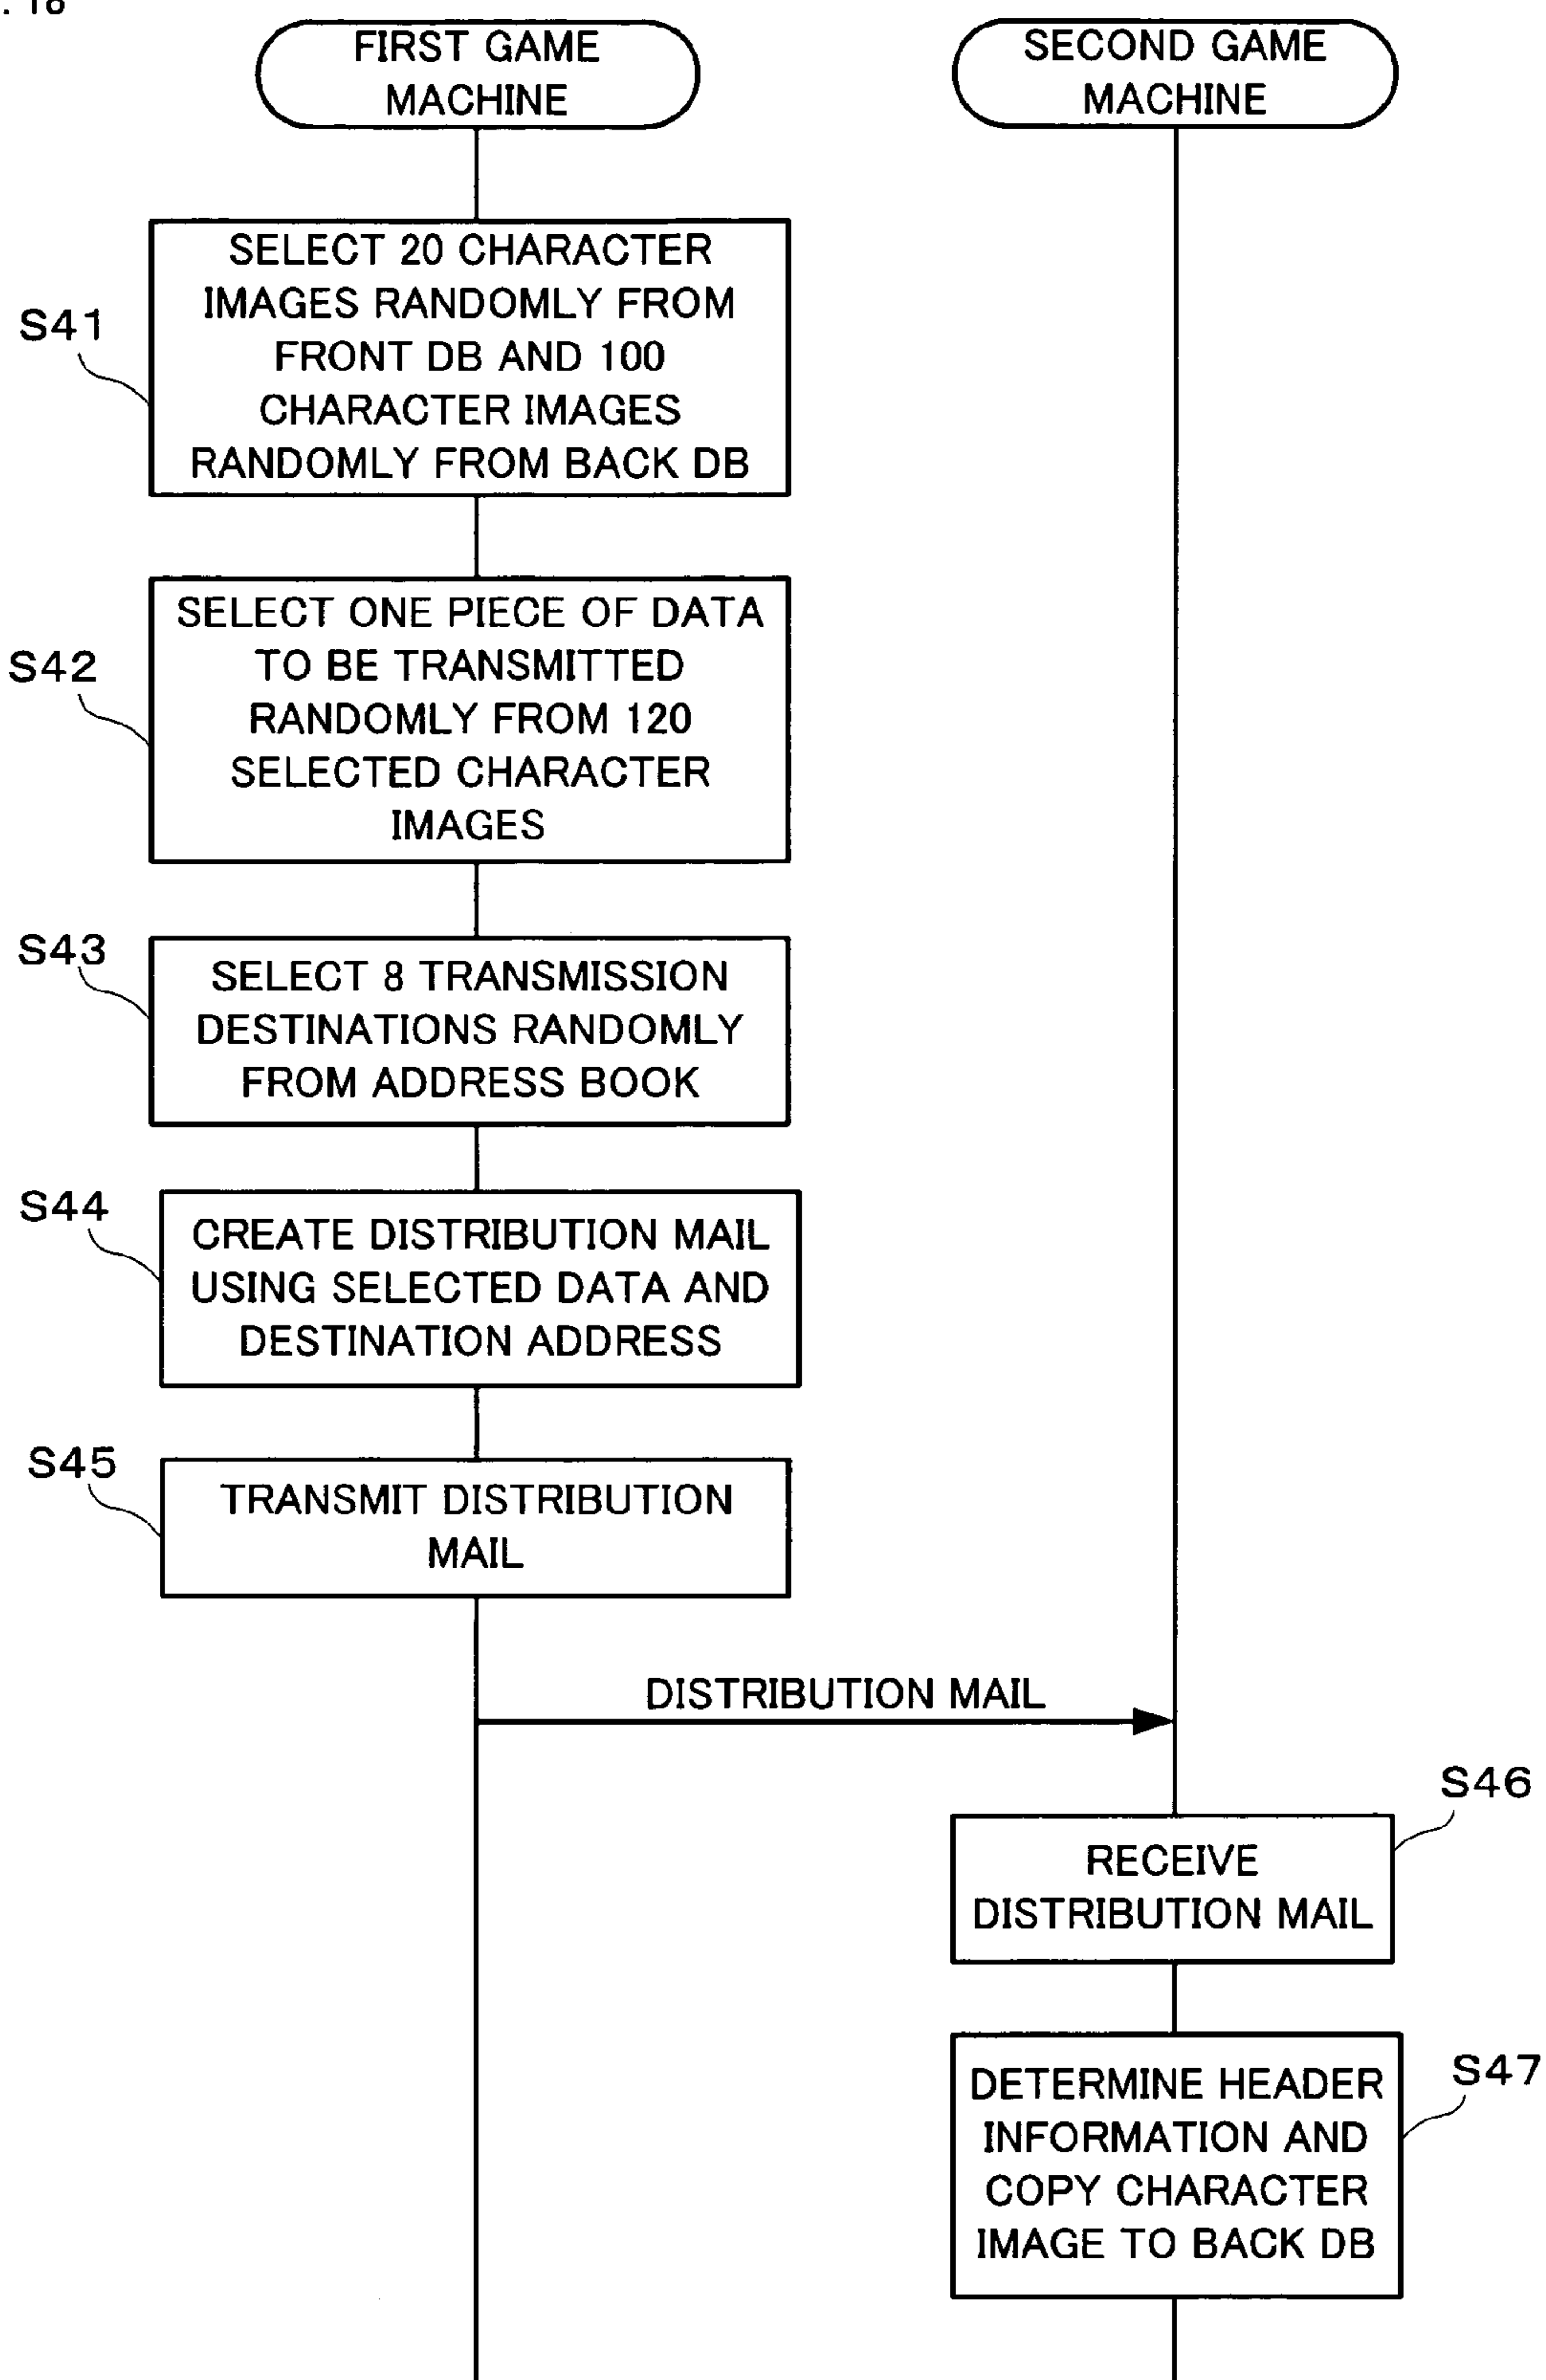 . 18
FIRST GAME
MACHINE
SECOND GAME
MACHINE
S41
SELECT 20 CHARACTER
IMAGES RANDOMLY FROM
FRONT DB AND 100
CHARACTER IMAGES
RANDOMLY FROM BACK DB
S42
SELECT ONE PIECE OF DATA
TO BE TRANSMITTED
RANDOMLY FROM 120
SELECTED CHARACTER
IMAGES
S43
SELECT 8 TRANSMISSION
DESTINATIONS RANDOMLY
FROM ADDRESS BOOK
S44
CREATE DISTRIBUTION MAIL
USING SELECTED DATA AND
DESTINATION ADDRESS
S45
TRANSMIT DISTRIBUTION
MAIL
DISTRIBUTION MAIL
S46
RECEIVE
DISTRIBUTION MAIL
S47
DETERMINE HEADER
INFORMATION AND
COPY CHARACTER
IMAGE TO BACK DB